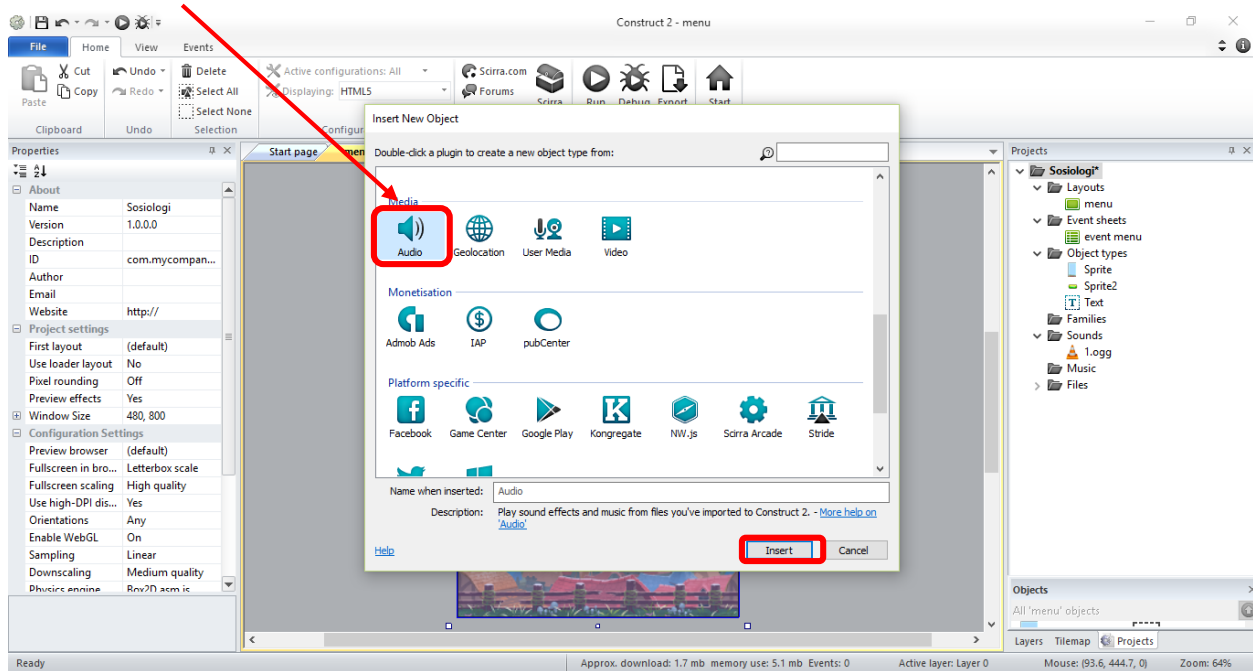 Construct 2 - menu
File Home View Events
Cut Copy Paste
Clipboard
Undo Redo
Undo
Delete
Select All
Select None
Selection
Active configurations: All
Displaying: HTML5
Scirra.com
Forums
Run Debug Export Start
Properties
About
Name Sosiologi
Version 1.0.0.0
Description
ID com.mycompan...
Author
Email
Website http://
Project settings
First layout (default)
Use loader layout No
Pixel rounding Off
Preview effects Yes
Window Size 480, 800
Configuration Settings
Preview browser (default)
Fullscreen in bro... Letterbox scale
Fullscreen scaling High quality
Use high-DPI dis... Yes
Orientations Any
Enable WebGL On
Sampling Linear
Downscaling Medium quality
Physics engine Box2D asm.js
Start page
Insert New Object
Double-click a plugin to create a new object type from:
Media
Audio Geolocation User Media Video
Monetisation
Admob Ads IAP pubCenter
Platform specific
Facebook Game Center Google Play Kongregate NW.js Scirra Arcade Stride
Name when inserted: Audio
Description: Play sound effects and music from files you've imported to Construct 2. - More help on
'Audio'
Help Insert Cancel
Projects
Sosiologi*
Layouts
menu
Event sheets
event menu
Object types
Sprite
Sprite2
Text
Families
Sounds
1.ogg
Music
Files
Objects
All 'menu' objects
Layers Tilemap Projects
Ready Approx. download: 1.7 mb memory use: 5.1 mb Events: 0 Active layer: Layer 0 Mouse: (93.6, 444.7, 0) Zoom: 64%